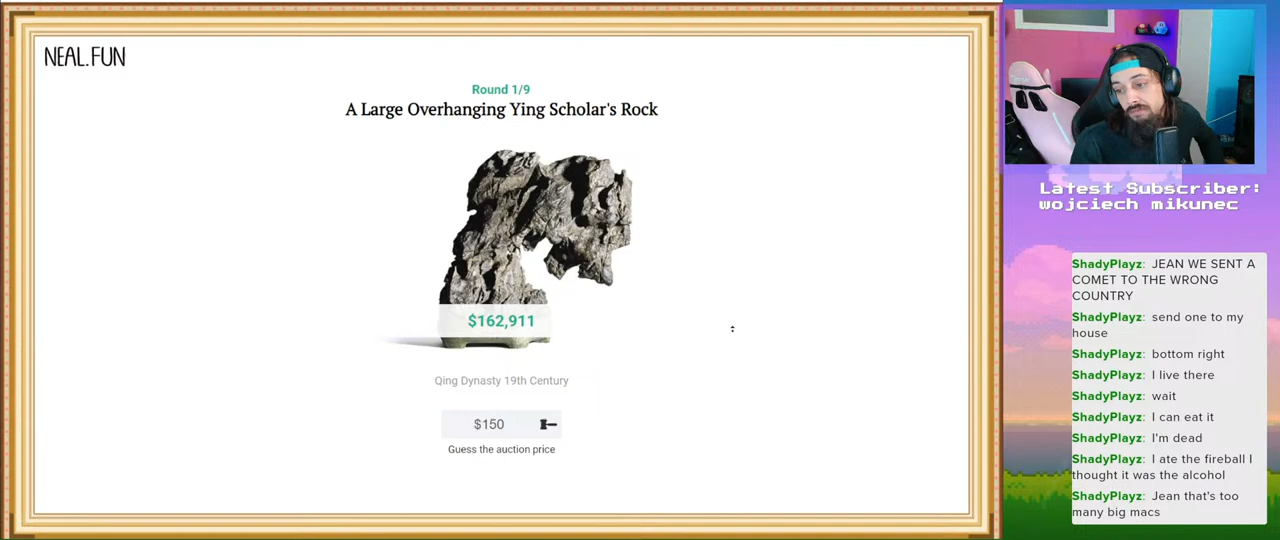 NEAL.FUN
Round 1/9
A Large Overhanging Ying Scholar's Rock
$162,911
Qing Dynasty 19th Century
$150
Guess the auction price
Latest Subscriber:
wojciech mikunec
ShadyPlayz: JEAN WE SENT A
COMET TO THE WRONG
COUNTRY
ShadyPlayz: send one to my
house
ShadyPlayz: bottom right
ShadyPlayz: I live there
ShadyPlayz: wait
ShadyPlayz: I can eat it
ShadyPlayz: I'm dead
ShadyPlayz: I ate the fireball I
thought it was the alcohol
ShadyPlayz: Jean that's too
many big macs